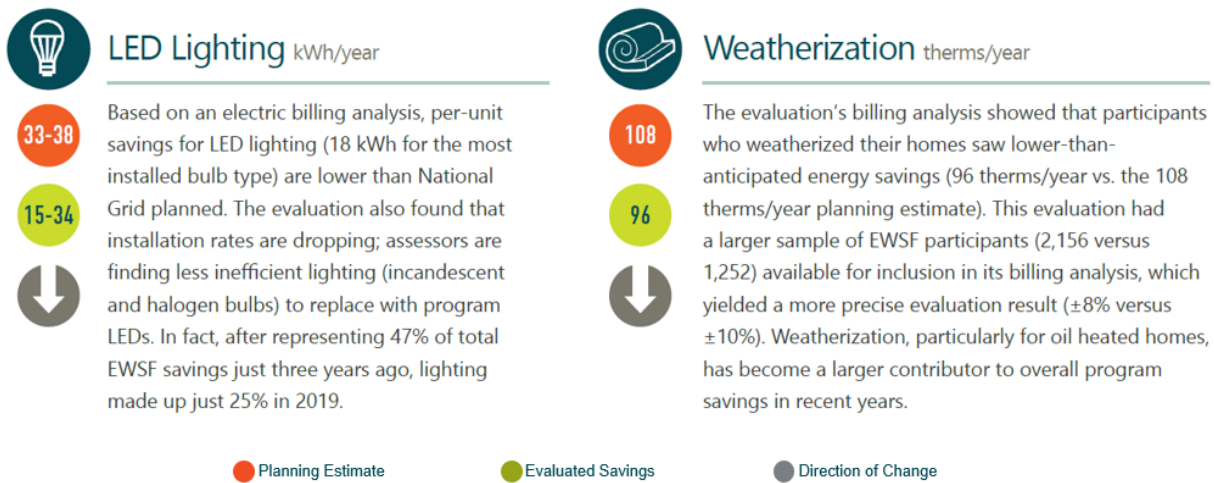 LED Lighting kWh/year
33-38
15-34
Based on an electric billing analysis, per-unit
savings for LED lighting (18 kWh for the most
installed bulb type) are lower than National
Grid planned. The evaluation also found that
installation rates are dropping; assessors are
finding less inefficient lighting (incandescent
and halogen bulbs) to replace with program
LEDs. In fact, after representing 47% of total
EWSF savings just three years ago, lighting
made up just 25% in 2019.
Weatherization therms/year
108
96
The evaluation’s billing analysis showed that participants
who weatherized their homes saw lower-than-
anticipated energy savings (96 therms/year vs. the 108
therms/year planning estimate). This evaluation had
a larger sample of EWSF participants (2,156 versus
1,252) available for inclusion in its billing analysis, which
yielded a more precise evaluation result (±8% versus
±10%). Weatherization, particularly for oil heated homes,
has become a larger contributor to overall program
savings in recent years.
Planning Estimate
Evaluated Savings
Direction of Change